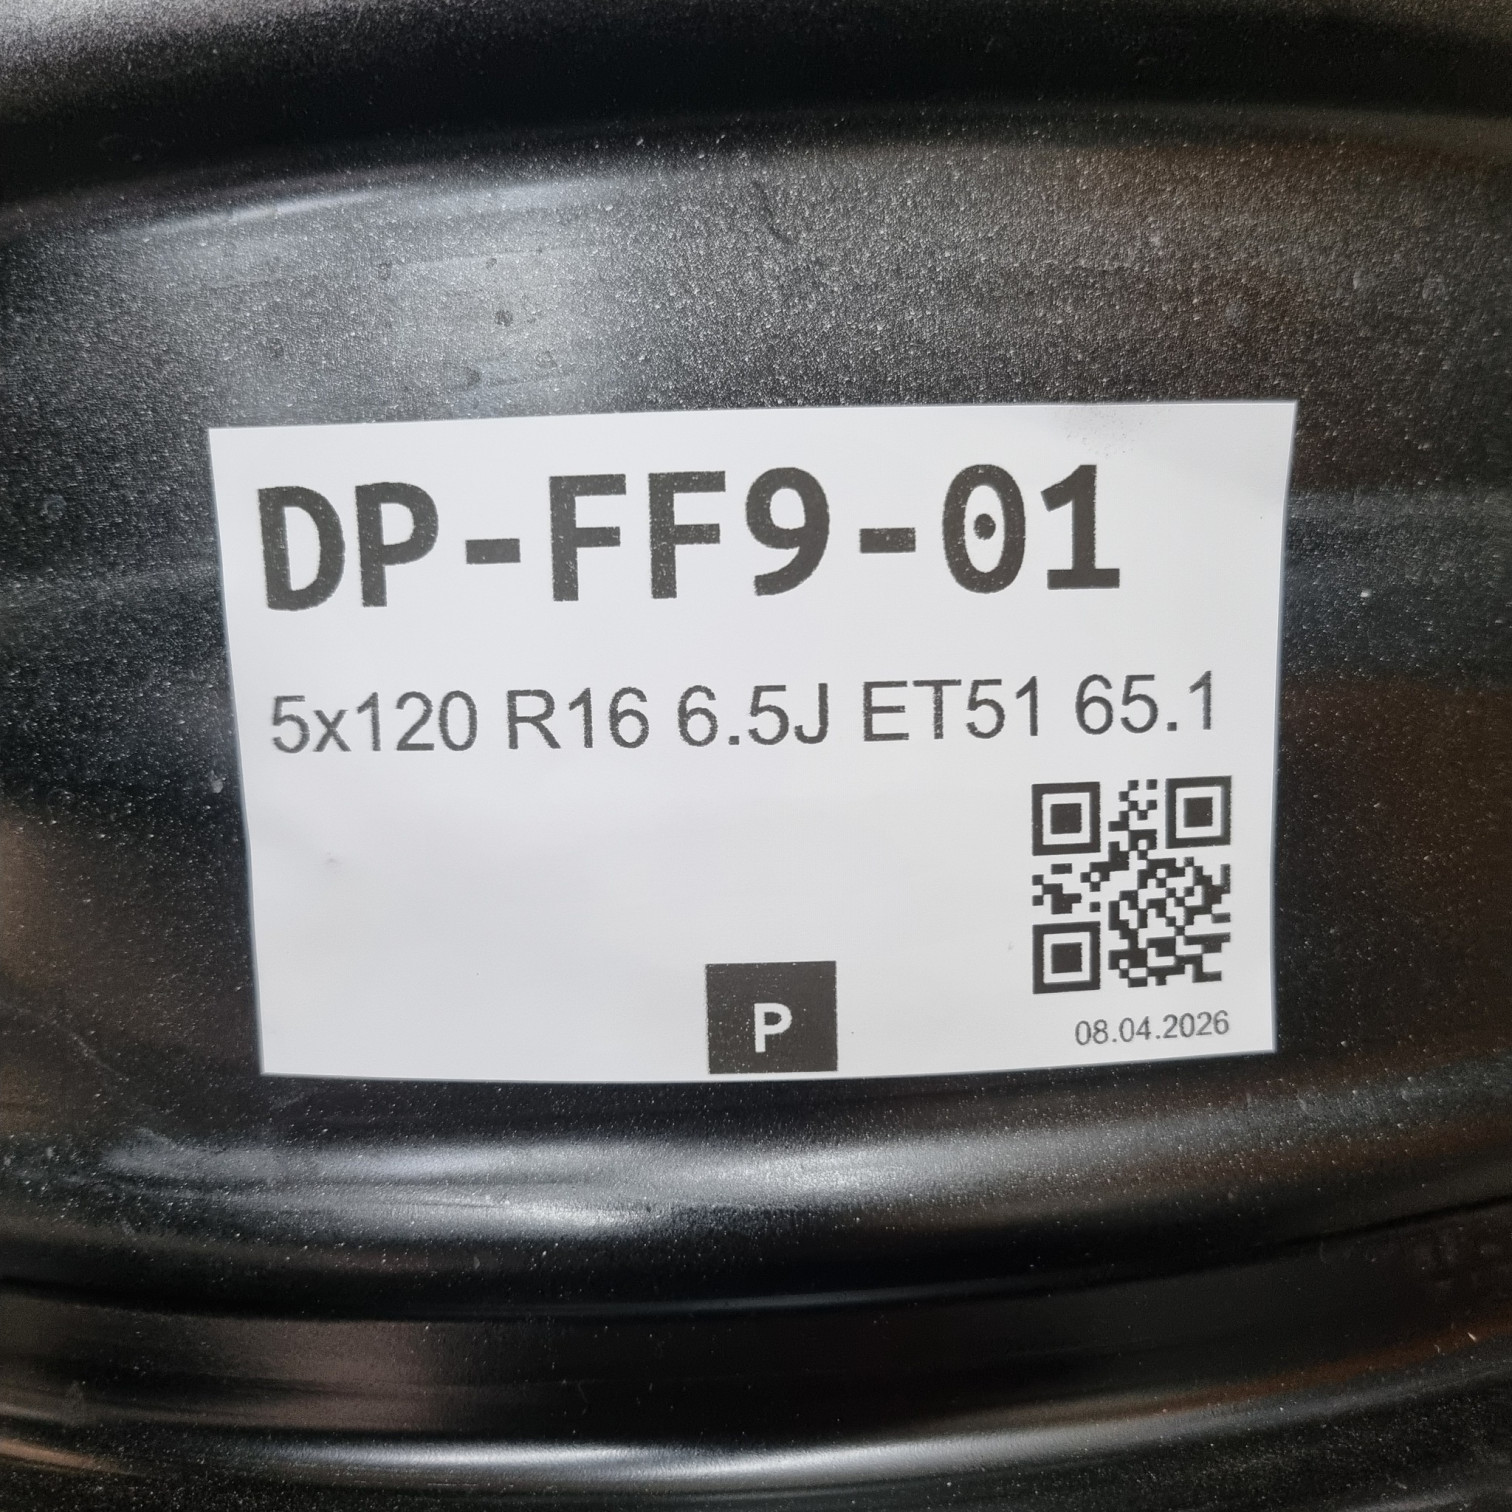 DP-FF9-01
5x120 R16 6.5J ET51 65.1
P
08.04.2026